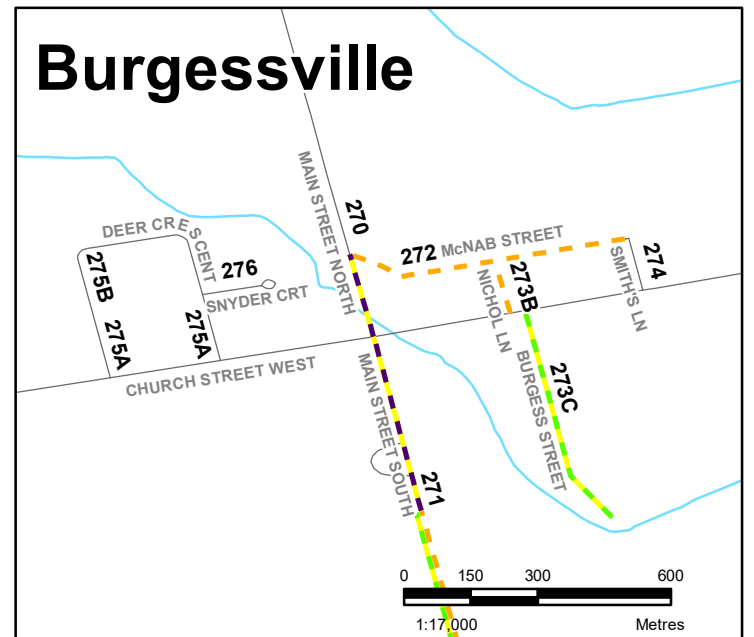 Burgessville
MAIN STREET NORTH
270
DEER CRESCENT
276
272 McNAB STREET
SMITH'S LN
274
275B
SNYDER CRT
NICHOL LN
273B
275A
275A
CHURCH STREET WEST
MAIN STREET SOUTH
BURGESS STREET
273C
271
0 150 300 600
1:17,000 Metres